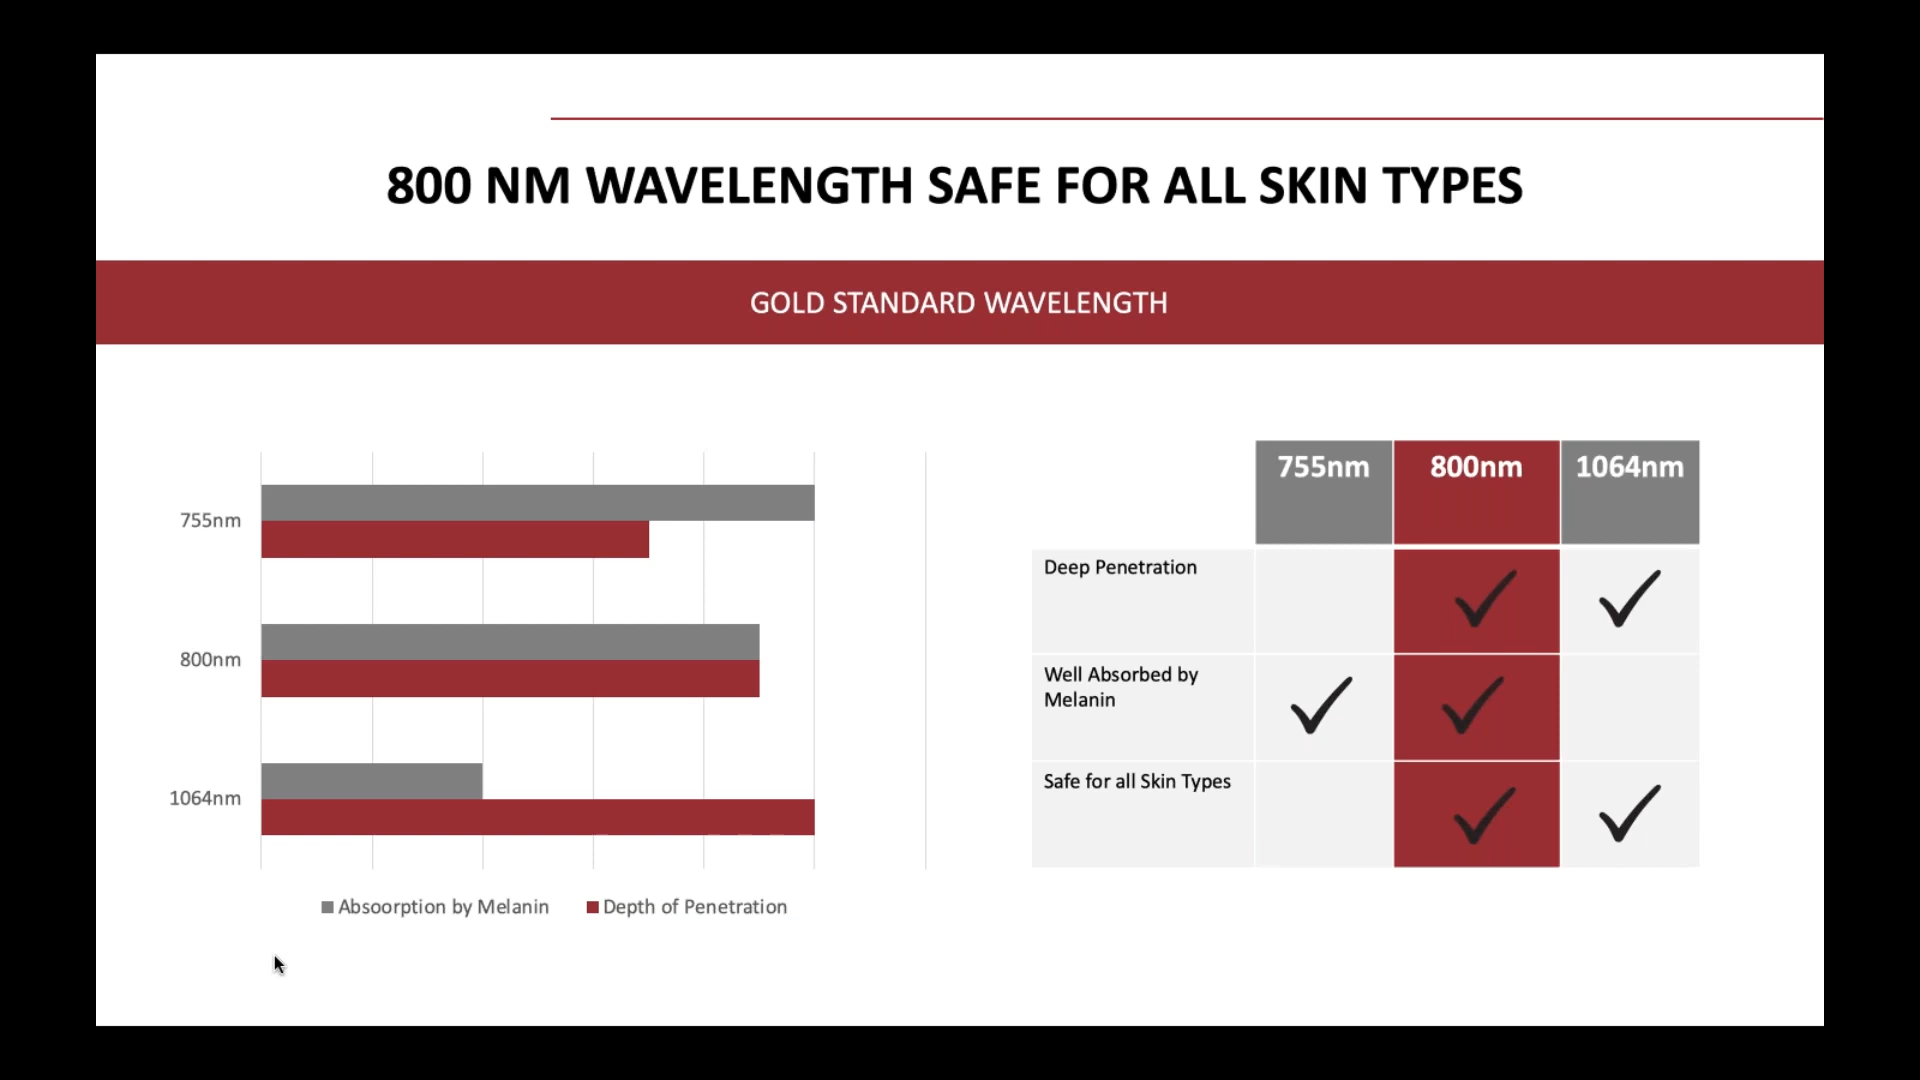 800 NM WAVELENGTH SAFE FOR ALL SKIN TYPES
GOLD STANDARD WAVELENGTH
755nm
800nm
1064nm
Absoorption by Melanin
Depth of Penetration
755nm 800nm 1064nm
Deep Penetration
Well Absorbed by
Melanin
Safe for all Skin Types